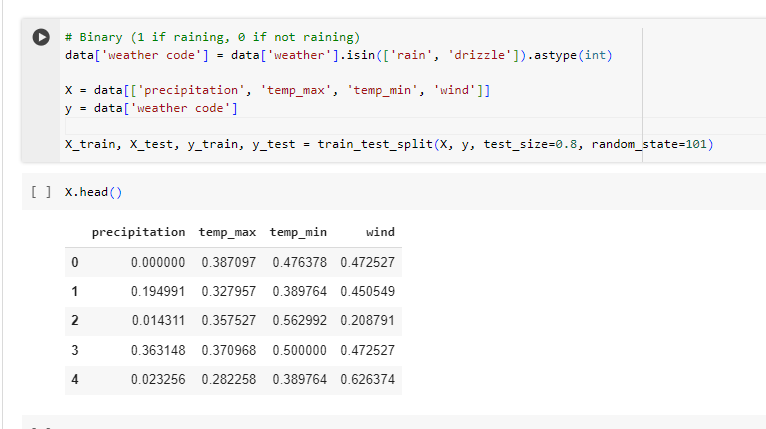 # Binary (1 if raining, 0 if not raining)
data['weather code'] = data['weather'].isin(['rain', 'drizzle']).astype(int)
X = data[['precipitation', 'temp_max', 'temp_min', 'wind']]
y = data['weather code']
X_train, X_test, y_train, y_test = train_test_split(X, y, test_size=0.8, random_state=101)
[ ] X.head()
precipitation temp_max temp_min wind
0 0.000000 0.387097 0.476378 0.472527
1 0.194991 0.327957 0.389764 0.450549
2 0.014311 0.357527 0.562992 0.208791
3 0.363148 0.370968 0.500000 0.472527
4 0.023256 0.282258 0.389764 0.626374